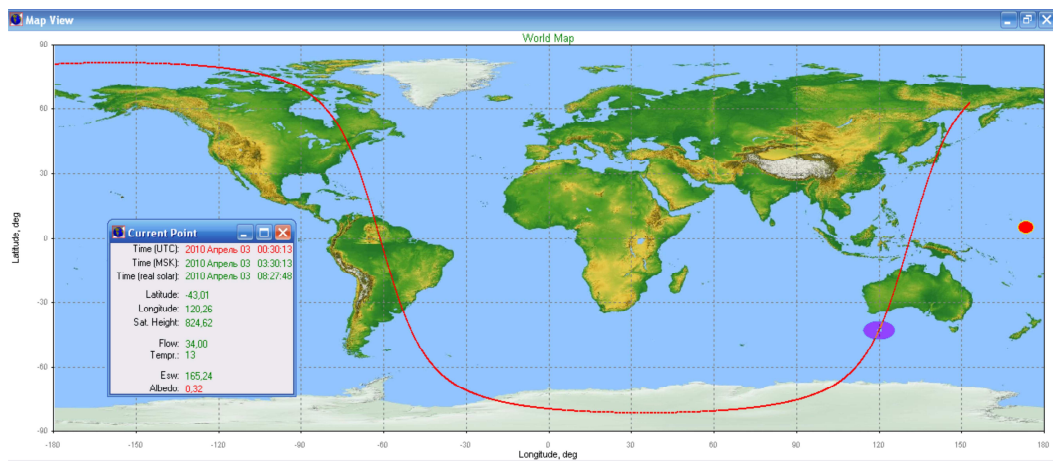 Map View
World Map
90
60
30
0
-30
-60
-90
Latitude, deg
Current Point
Time (UTC): 2010 Апрель 03 00:30:13
Time (MSK): 2010 Апрель 03 03:30:13
Time (real solar): 2010 Апрель 03 08:27:48
Latitude: -43,01
Longitude: 120,26
Sat. Height: 824,62
Flow: 34,00
Tempr.: 13
Esw: 165,24
Albedo: 0,32
-180 -150 -120 -90 -60 -30 0 30 60 90 120 150 180
Longitude, deg